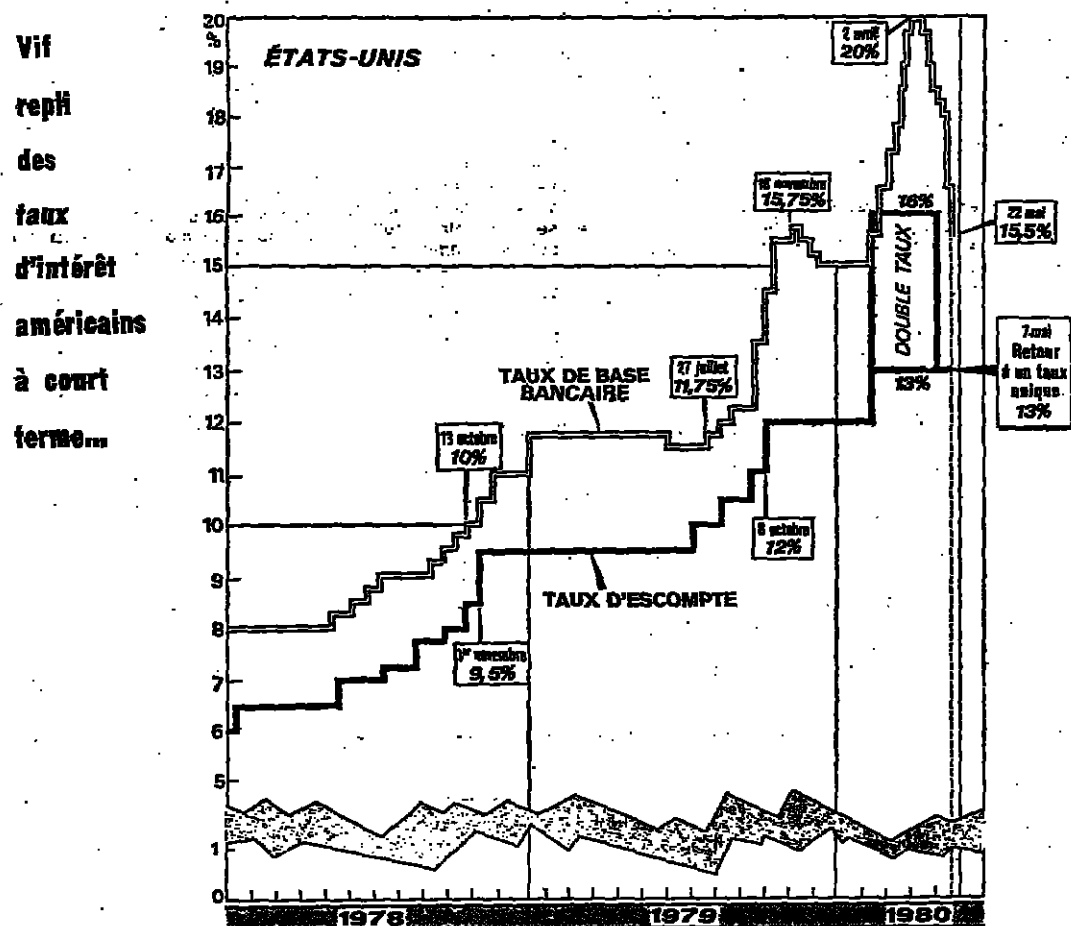 Vif
repli
des
taux
d'intérêt
américains
à court
terme...
ÉTATS-UNIS
20
%
19
18
17
16
15
14
13
12
11
10
9
8
7
6
5
1
0
2 avril
20%
15,75%
16%
22 mai
15,5%
DOUBLE TAUX
13%
7 mai
Retour
à un taux
unique
13%
TAUX DE BASE
BANCAIRE
27 juillet
11,75%
13 octobre
10%
8 octobre
12%
TAUX D'ESCOMPTE
1er novembre
9,5%
1978
1979
1980